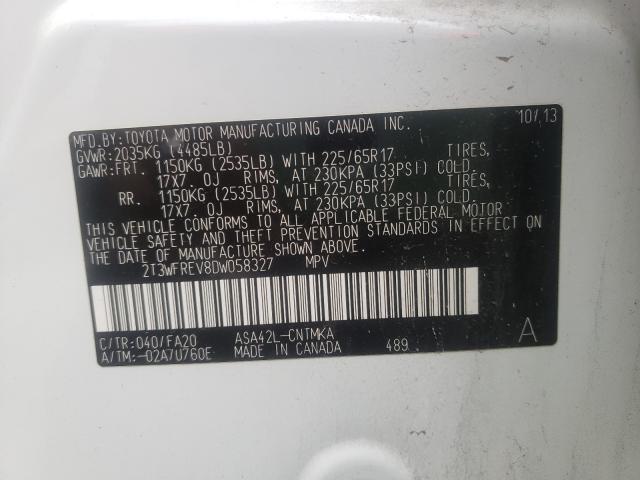 MFD.BY:TOYOTA MOTOR MANUFACTURING CANADA INC. 10/13
GVWR:2035KG (4485LB)
GAWR:FRT. 1150KG (2535LB) WITH 225/65R17 TIRES,
17X7.0J RIMS, AT 230KPA (33PSI) COLD.
RR. 1150KG (2535LB) WITH 225/65R17 TIRES,
17X7.0J RIMS, AT 230KPA (33PSI) COLD.
THIS VEHICLE CONFORMS TO ALL APPLICABLE FEDERAL MOTOR
VEHICLE SAFETY AND THEFT PREVENTION STANDARDS IN EFFECT ON
THE DATE OF MANUFACTURE SHOWN ABOVE.
2T3WFREV8DW058327 MPV
C/TR:040/FA20 ASA42L-CNTMKA
A/TM:-02A7U760E MADE IN CANADA 489 A